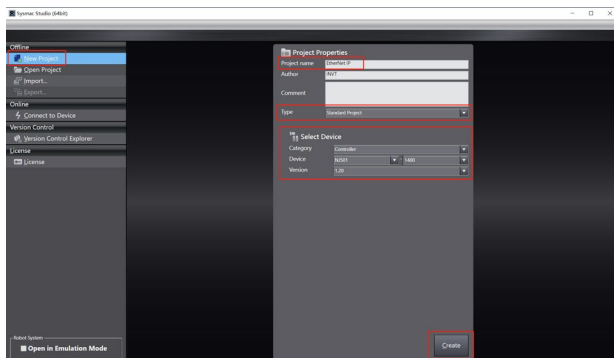 Sysmac Studio (64bit)
Offline
New Project
Open Project
Import...
Export...
Online
Connect to Device
Version Control
Version Control Explorer
License
License
Robot System
Open in Emulation Mode
Project Properties
Project name EtherNet IP
Author INVT
Comment
Type Standard Project
Select Device
Category Controller
Device NJ501 - 1400
Version 1.20
Create